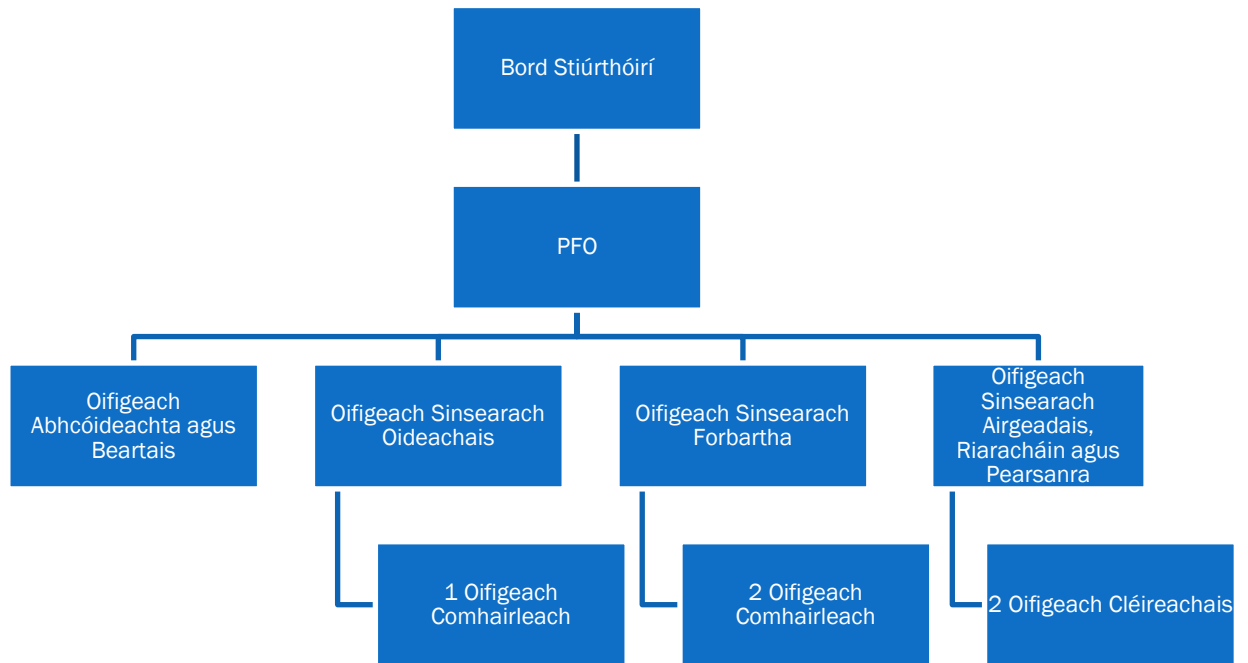 Bord Stiúrthóirí
PFO
Oifigeach
Abhcóideachta agus
Beartais
Oifigeach Sinsearach
Oideachais
Oifigeach Sinsearach
Forbartha
Oifigeach
Sinsearach
Airgeadais,
Riaracháin agus
Pearsanra
1 Oifigeach
Comhairleach
2 Oifigeach
Comhairleach
2 Oifigeach Cléireachais